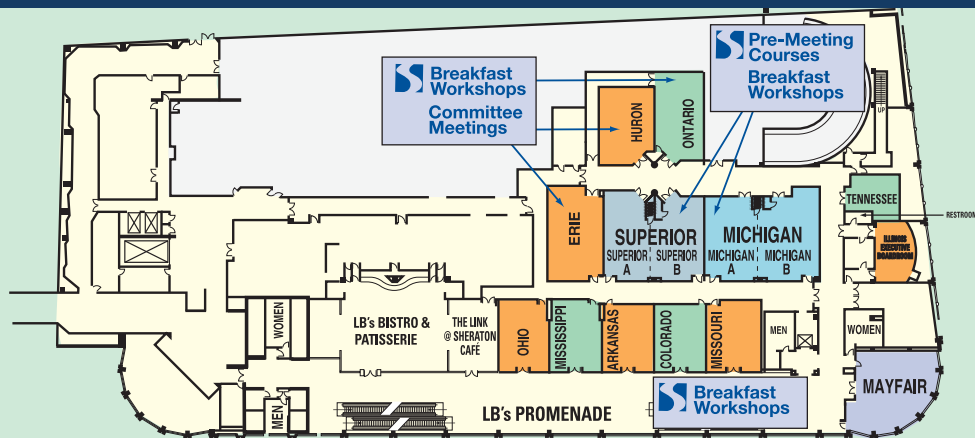 Breakfast
Workshops
Committee
Meetings
Pre-Meeting
Courses
Breakfast
Workshops
UP
HURON
ONTARIO
TENNESSEE
RESTROOM
ILLINOIS
EXECUTIVE
BOARDROOM
ERIE
SUPERIOR
SUPERIOR
A
SUPERIOR
B
MICHIGAN
MICHIGAN
A
MICHIGAN
B
WOMEN
LB's BISTRO &
PATISSERIE
THE LINK
@ SHERATON
CAFÉ
OHIO
MISSISSIPPI
ARKANSAS
COLORADO
MISSOURI
MEN
WOMEN
MAYFAIR
MEN
LB's PROMENADE
Breakfast
Workshops